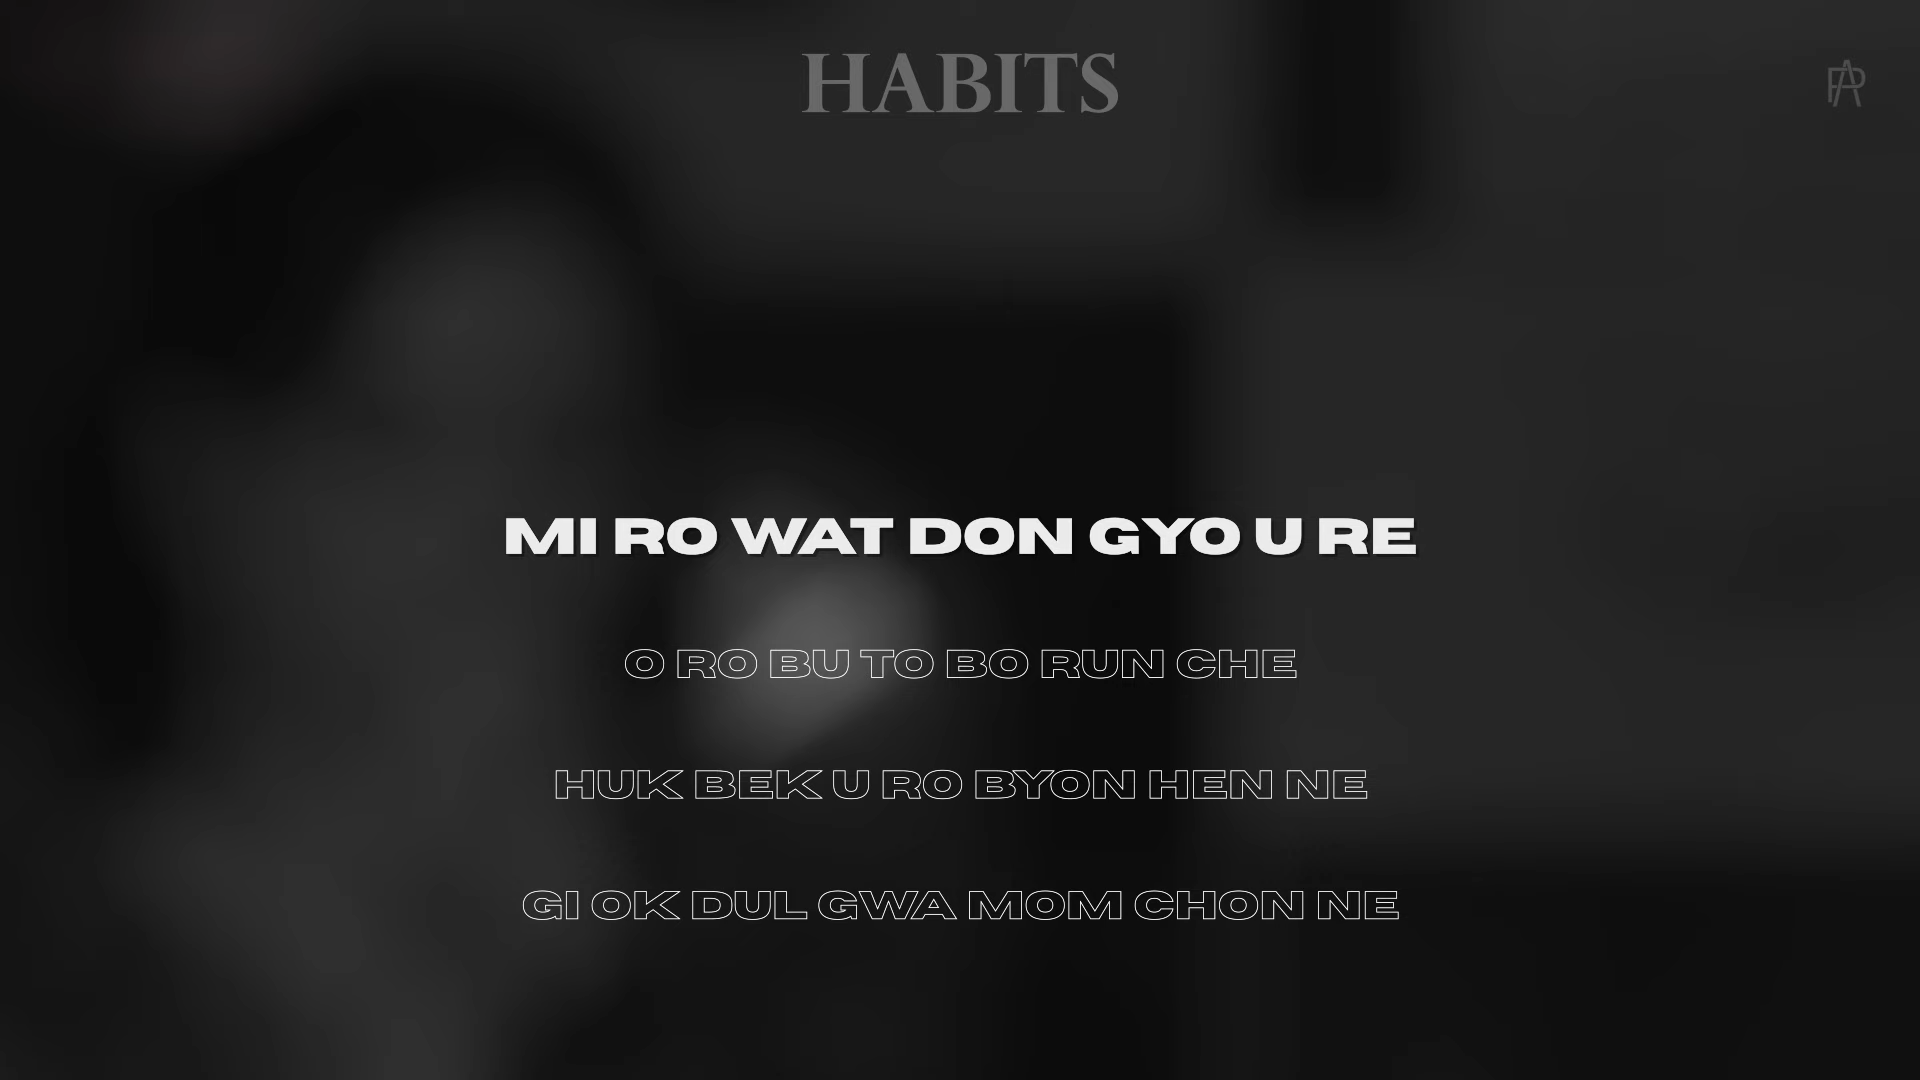 HABITS
MI RO WAT DON GYO U RE
O RO BU TO BO RUN CHE
HUK BEK U RO BYON HEN NE
GI OK DUL GWA MOM CHON NE